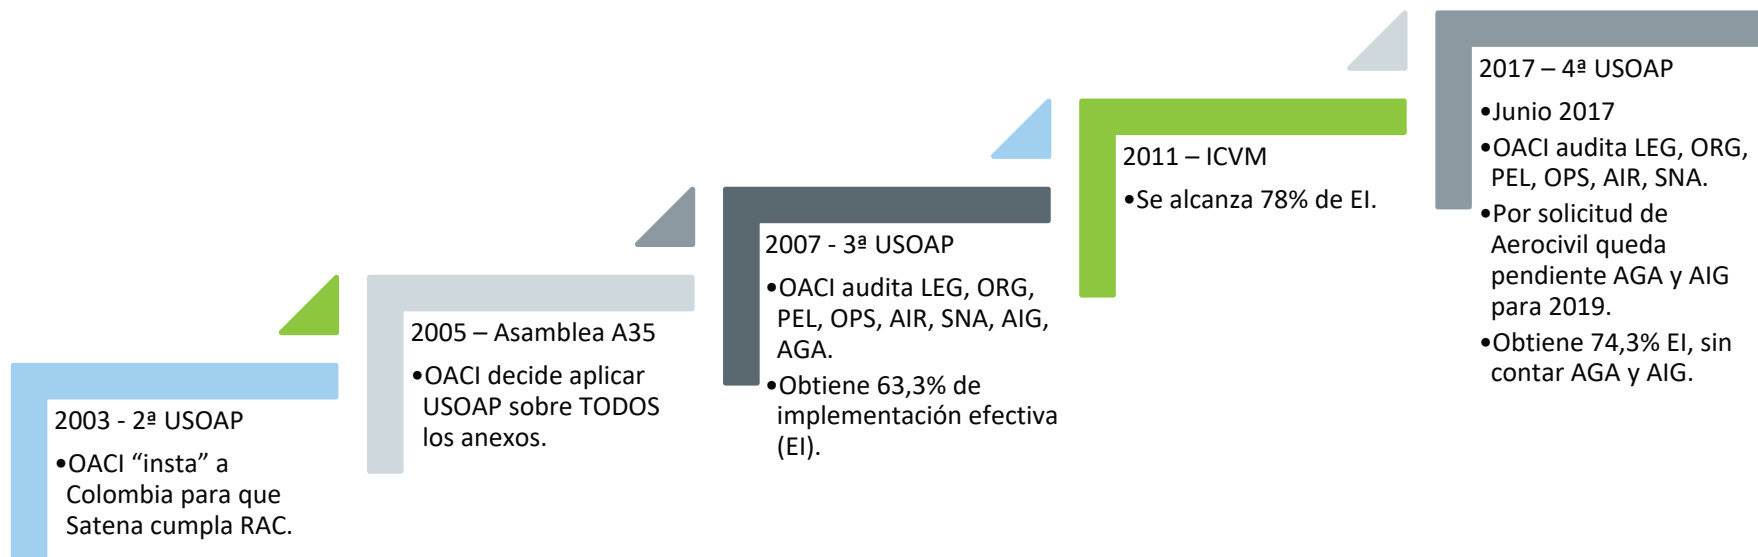 2003 - 2ª USOAP
•OACI “insta” a
Colombia para que
Satena cumpla RAC.
2005 – Asamblea A35
•OACI decide aplicar
USOAP sobre TODOS
los anexos.
2007 - 3ª USOAP
•OACI audita LEG, ORG,
PEL, OPS, AIR, SNA, AIG,
AGA.
•Obtiene 63,3% de
implementación efectiva
(EI).
2011 – ICVM
•Se alcanza 78% de EI.
2017 – 4ª USOAP
•Junio 2017
•OACI audita LEG, ORG,
PEL, OPS, AIR, SNA.
•Por solicitud de
Aerocivil queda
pendiente AGA y AIG
para 2019.
•Obtiene 74,3% EI, sin
contar AGA y AIG.